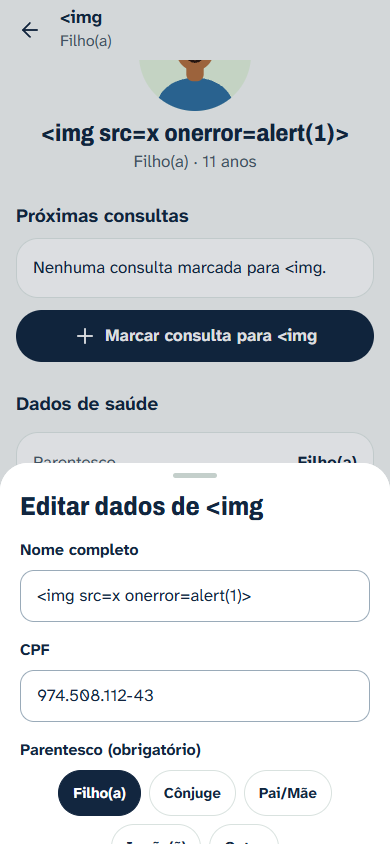 <img
Filho(a)
<img src=x onerror=alert(1)>
Filho(a) · 11 anos
Próximas consultas
Nenhuma consulta marcada para <img.
Marcar consulta para <img
Dados de saúde
Parentesco Filho(a)
Editar dados de <img
Nome completo
<img src=x onerror=alert(1)>
CPF
974.508.112-43
Parentesco (obrigatório)
Filho(a) Cônjuge Pai/Mãe